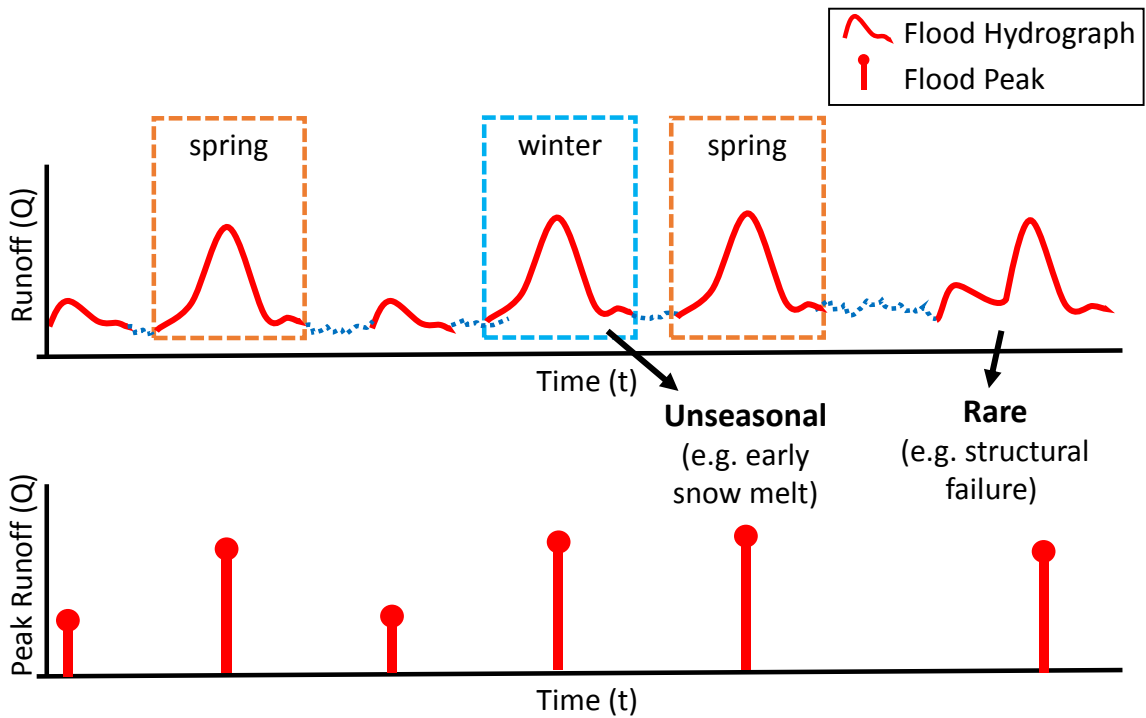 Flood Hydrograph
Flood Peak
spring
winter
spring
Runoff (Q)
Time (t)
Unseasonal
(e.g. early
snow melt)
Rare
(e.g. structural
failure)
Peak Runoff (Q)
Time (t)